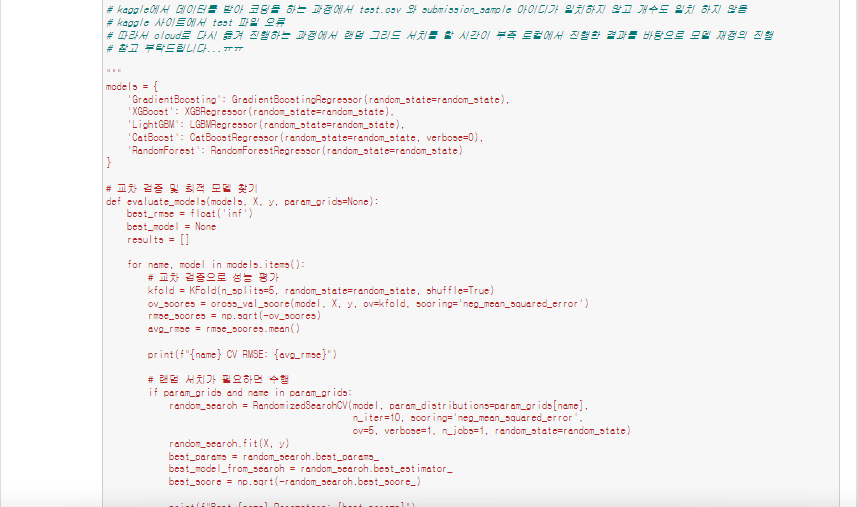 # kaggle에서 데이터를 받아 코딩을 하는 과정에서 test.csv 와 submission_sample 아이디가 일치하지 않고 개수도 일치 하지 않음
# kaggle 사이트에서 test 파일 오류
# 따라서 cloud로 다시 옮겨 진행하는 과정에서 랜덤 그리드 서치를 할 시간이 부족 로컬에서 진행한 결과를 바탕으로 모델 재정의 진행
# 참고 부탁드립니다...ㅠㅠ
"""
models = {
'GradientBoosting': GradientBoostingRegressor(random_state=random_state),
'XGBoost': XGBRegressor(random_state=random_state),
'LightGBM': LGBMRegressor(random_state=random_state),
'CatBoost': CatBoostRegressor(random_state=random_state, verbose=0),
'RandomForest': RandomForestRegressor(random_state=random_state)
}
# 교차 검증 및 최적 모델 찾기
def evaluate_models(models, X, y, param_grids=None):
best_rmse = float('inf')
best_model = None
results = []
for name, model in models.items():
# 교차 검증으로 성능 평가
kfold = KFold(n_splits=5, random_state=random_state, shuffle=True)
cv_scores = cross_val_score(model, X, y, cv=kfold, scoring='neg_mean_squared_error')
rmse_scores = np.sqrt(-cv_scores)
avg_rmse = rmse_scores.mean()
print(f"{name} CV RMSE: {avg_rmse}")
# 랜덤 서치가 필요하면 수행
if param_grids and name in param_grids:
random_search = RandomizedSearchCV(model, param_distributions=param_grids[name],
n_iter=10, scoring='neg_mean_squared_error',
cv=5, verbose=1, n_jobs=1, random_state=random_state)
random_search.fit(X, y)
best_params = random_search.best_params_
best_model_from_search = random_search.best_estimator_
best_score = np.sqrt(-random_search.best_score_)